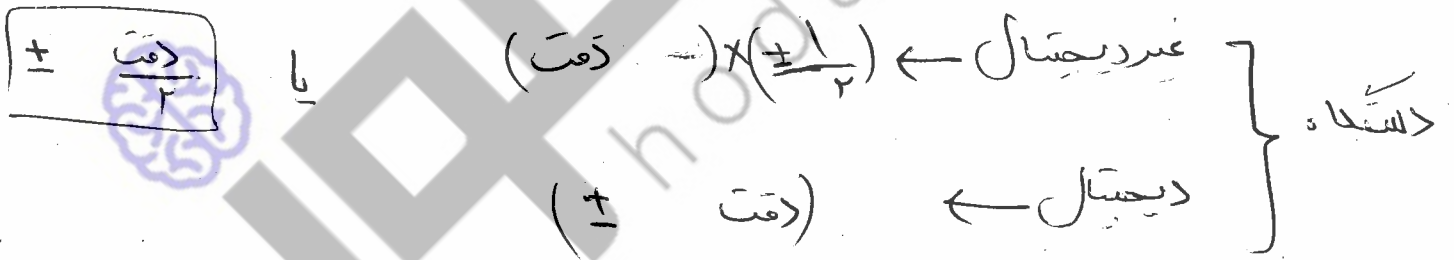 دستگاه
غیردیجیتال ← (±۱/۲)×(دقت) یا ± دقت/۲
دیجیتال ← (دقت ±)